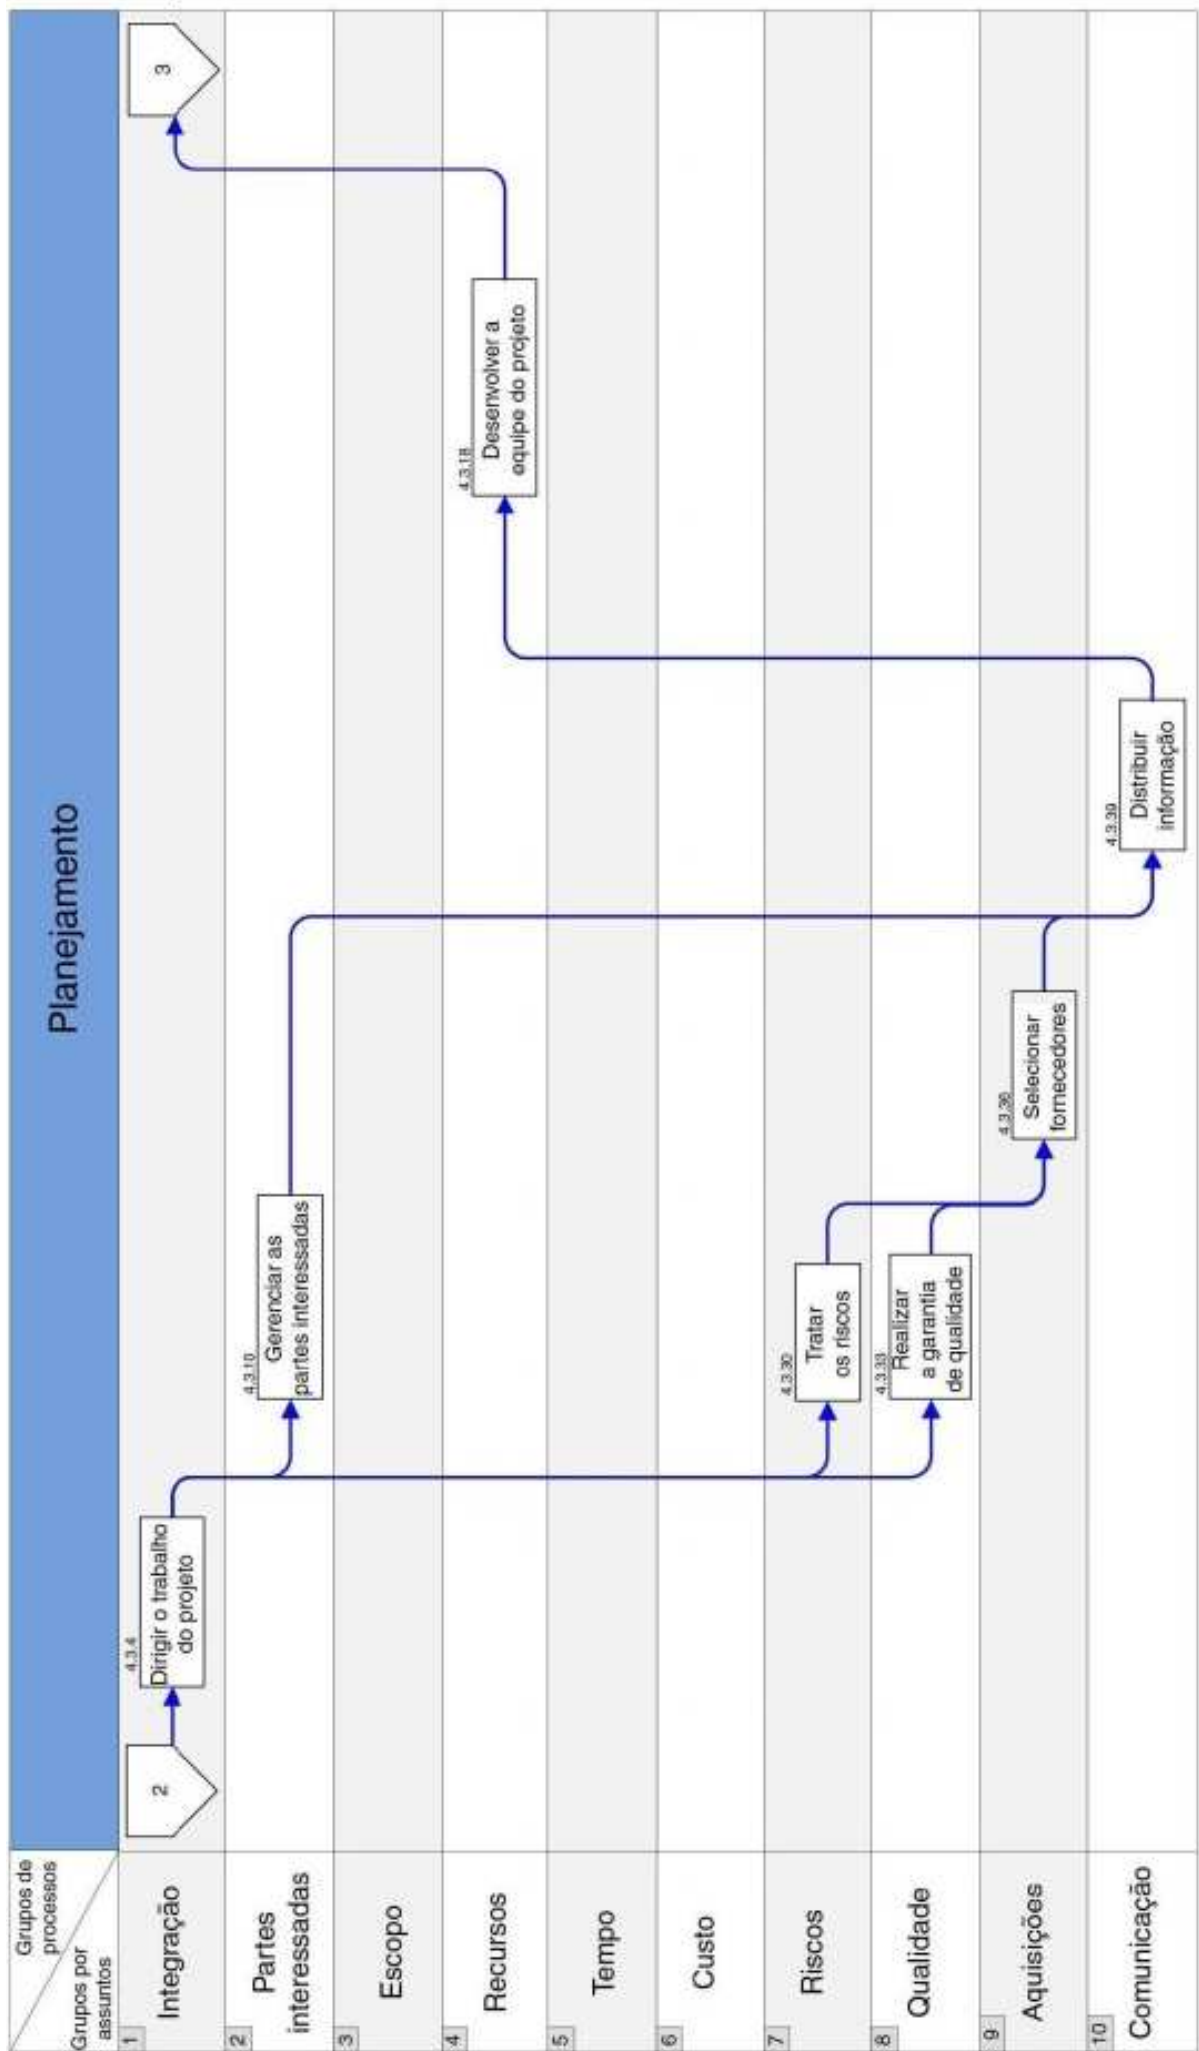 Grupos de
processos
Grupos por
assuntos
Planejamento
1
Integração
2
4.3.4
Dirigir o trabalho
do projeto
3
2
Partes
interessadas
4.3.10
Gerenciar as
partes interessadas
3
Escopo
4
Recursos
4.3.18
Desenvolver a
equipe do projeto
5
Tempo
6
Custo
7
Riscos
4.3.30
Tratar
os riscos
8
Qualidade
4.3.33
Realizar
a garantia
de qualidade
9
Aquisições
4.3.36
Selecionar
fornecedores
10
Comunicação
4.3.39
Distribuir
informação